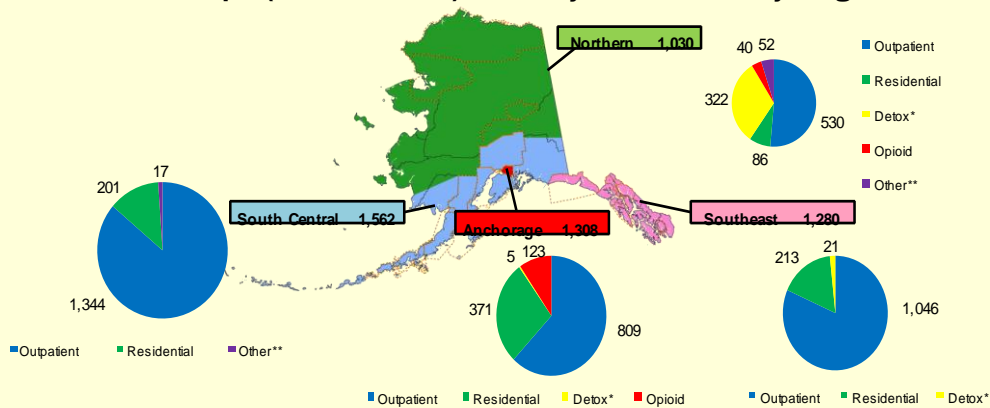 Northern 1,030
40 52
322
530
86
Outpatient
Residential
Detox*
Opioid
Other**
17
201
1,344
Outpatient Residential Other**
South Central 1,562
Anchorage 1,308
Southeast 1,280
5 123
371
809
Outpatient Residential Detox* Opioid
21
213
1,046
Outpatient Residential Detox*